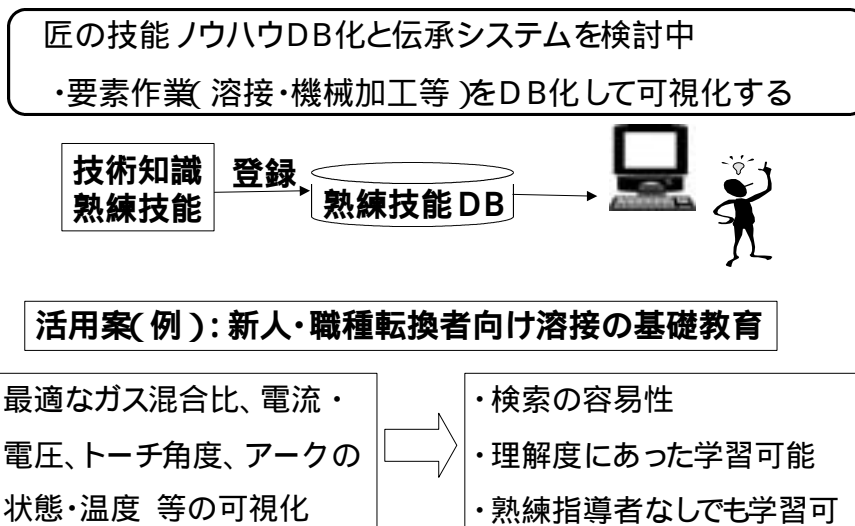 匠の技能ノウハウDB化と伝承システムを検討中
・要素作業(溶接・機械加工等)をDB化して可視化する
技術知識
熟練技能
登録
熟練技能DB
活用案(例):新人・職種転換者向け溶接の基礎教育
最適なガス混合比、電流・
電圧、トーチ角度、アークの
状態・温度 等の可視化
・検索の容易性
・理解度にあった学習可能
・熟練指導者なしでも学習可